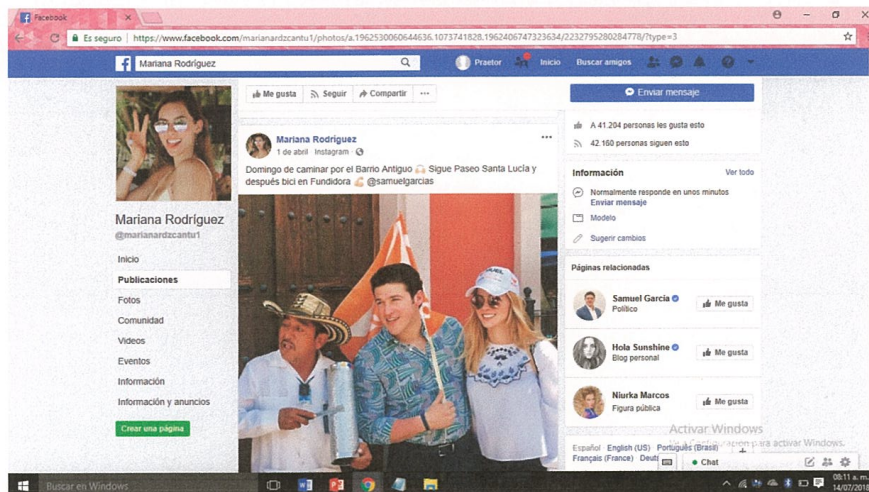 Facebook
Es seguro | https://www.facebook.com/marianardzcantu1/photos/a.1962530060644636.1073741828.1962406747323634/2232795280284778/?type=3
Mariana Rodríguez
Praetor
Inicio
Buscar amigos
Me gusta
Seguir
Compartir
Enviar mensaje
Mariana Rodríguez
@marianardzcantu1
Inicio
Publicaciones
Fotos
Comunidad
Videos
Eventos
Información
Información y anuncios
Crear una página
Mariana Rodríguez
1 de abril · Instagram ·
Domingo de caminar por el Barrio Antiguo Sigue Paseo Santa Lucía y
después bici en Fundidora @samuelgarcias
A 41.204 personas les gusta esto
42.160 personas siguen esto
Información
Ver todo
Normalmente responde en unos minutos
Enviar mensaje
Modelo
Sugerir cambios
Páginas relacionadas
Samuel García
Político
Me gusta
Hola Sunshine
Blog personal
Me gusta
Niurka Marcos
Figura pública
Me gusta
Activar Windows
para activar Windows.
Español · English (US) · Português (Brasil) ·
Français (France) ·
Chat
Buscar en Windows
08:11 a. m.
14/07/2018